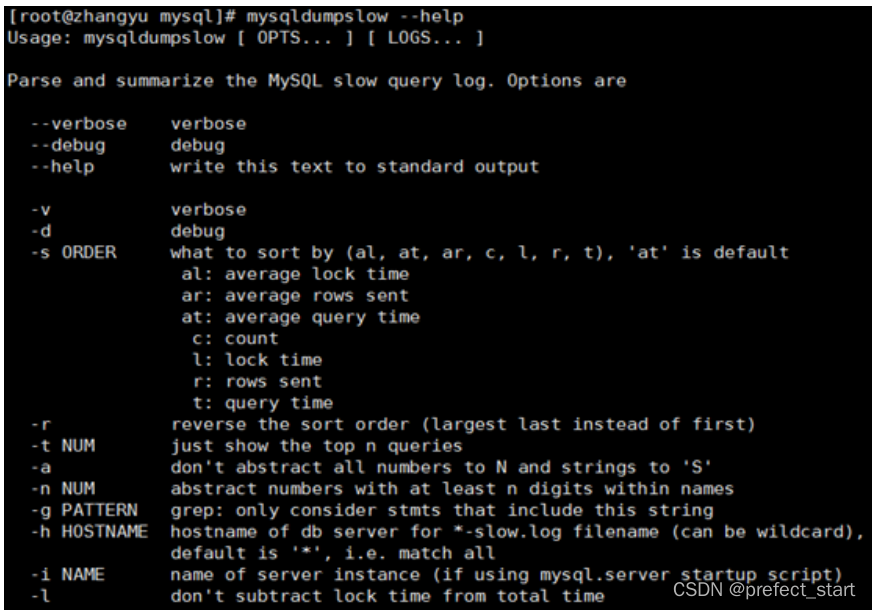 [root@zhangyu mysql]# mysqldumpslow --help
Usage: mysqldumpslow [ OPTS... ] [ LOGS... ]
Parse and summarize the MySQL slow query log. Options are
--verbose    verbose
--debug      debug
--help       write this text to standard output
-v           verbose
-d           debug
-s ORDER     what to sort by (al, at, ar, c, l, r, t), 'at' is default
al: average lock time
ar: average rows sent
at: average query time
c: count
l: lock time
r: rows sent
t: query time
-r           reverse the sort order (largest last instead of first)
-t NUM       just show the top n queries
-a           don't abstract all numbers to N and strings to 'S'
-n NUM       abstract numbers with at least n digits within names
-g PATTERN   grep: only consider stmts that include this string
-h HOSTNAME  hostname of db server for *-slow.log filename (can be wildcard),
default is '*', i.e. match all
-i NAME      name of server instance (if using mysql.server startup script)
-l           don't subtract lock time from total time
CSDN @prefect_start